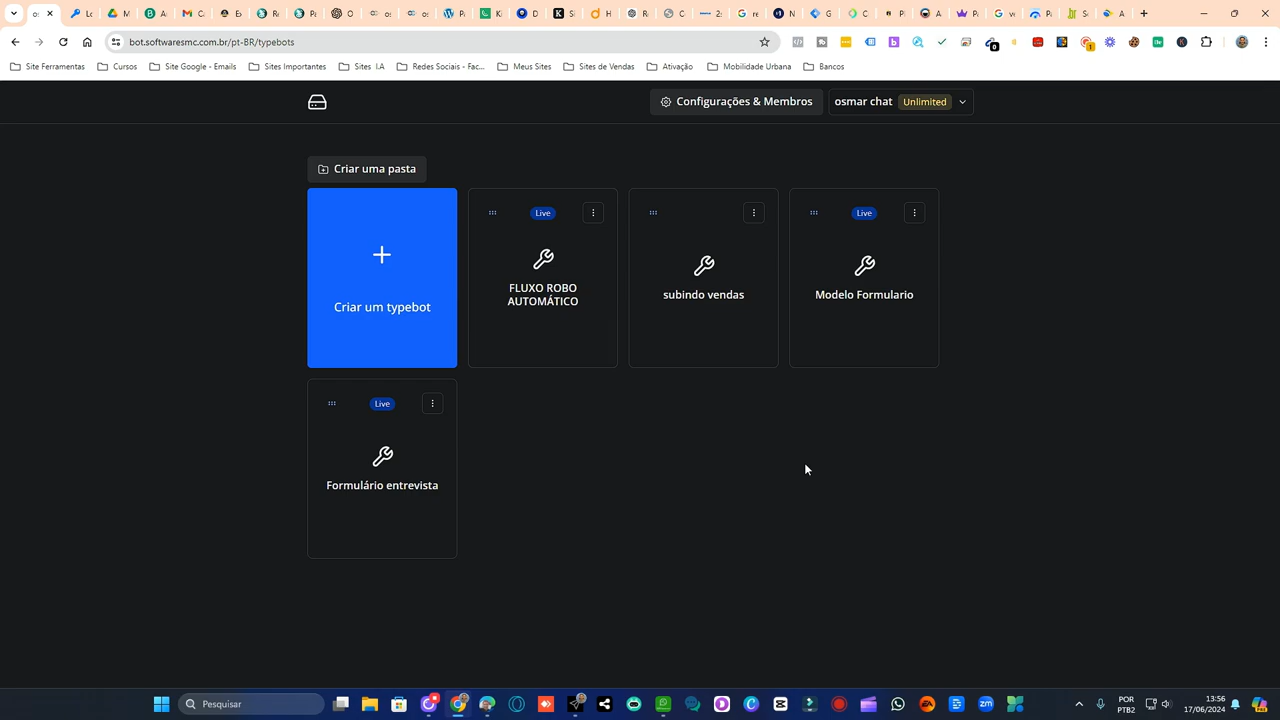 bot.softwaresmc.com.br/pt-BR/typebots
Site Ferramentas
Cursos
Site Google - Emails
Sites Importantes
Sites I.A
Redes Sociais - Fac...
Meus Sites
Sites de Vendas
Ativação
Mobilidade Urbana
Bancos
Configurações & Membros
osmar chat Unlimited
Criar uma pasta
Criar um typebot
Live
FLUXO ROBO
AUTOMÁTICO
subindo vendas
Live
Modelo Formulario
Live
Formulário entrevista
Pesquisar
POR
PTB2
13:56
17/06/2024